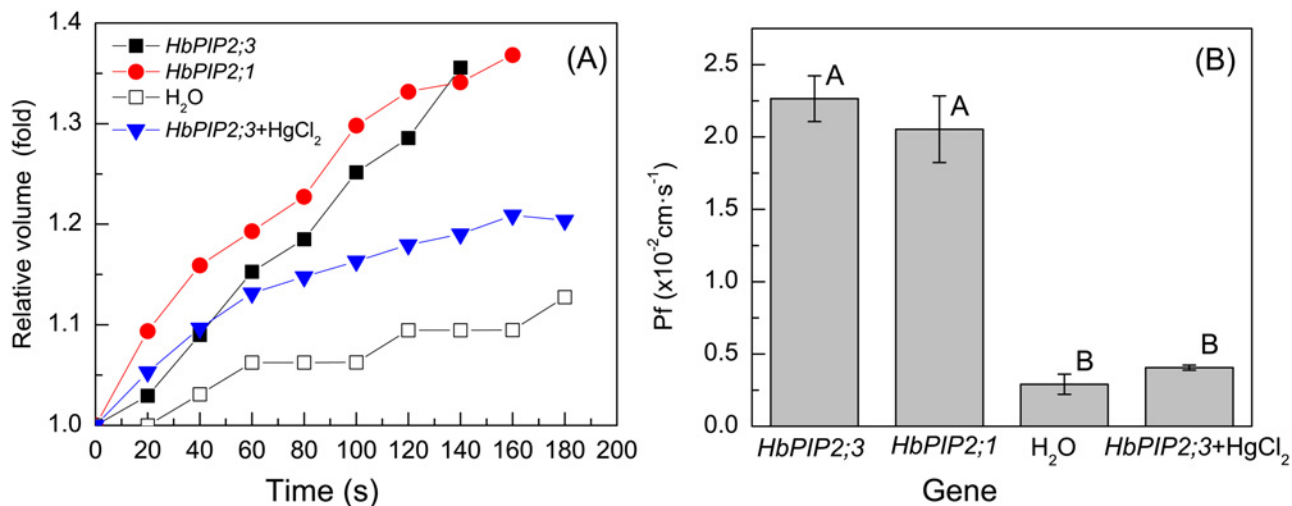 (A)
HbPIP2;3
HbPIP2;1
H₂O
HbPIP2;3+HgCl₂
Relative volume (fold)
1.4
1.3
1.2
1.1
1.0
0 20 40 60 80 100 120 140 160 180 200
Time (s)
(B)
Pf (x10⁻²cm·s⁻¹)
2.5
2.0
1.5
1.0
0.5
0.0
A
A
B
B
HbPIP2;3 HbPIP2;1 H₂O HbPIP2;3+HgCl₂
Gene